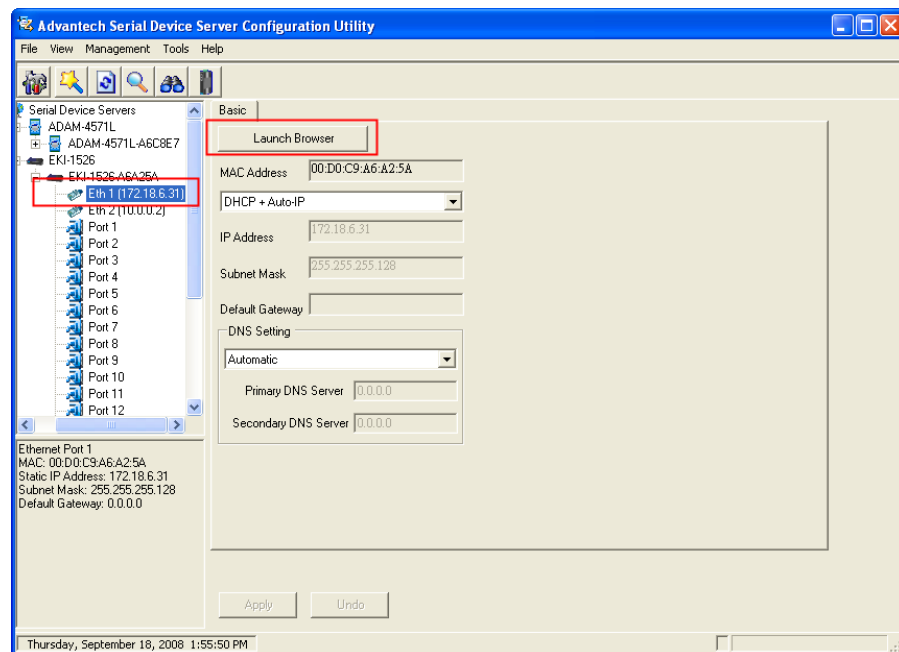 Advantech Serial Device Server Configuration Utility
File View Management Tools Help
Serial Device Servers
ADAM-4571L
ADAM-4571L-A6C8E7
EKI-1526
EKI-1526-A6A25A
Eth 1 (172.18.6.31)
Eth 2 (10.0.0.2)
Port 1
Port 2
Port 3
Port 4
Port 5
Port 6
Port 7
Port 8
Port 9
Port 10
Port 11
Port 12
Ethernet Port 1
MAC: 00:D0:C9:A6:A2:5A
Static IP Address: 172.18.6.31
Subnet Mask: 255.255.255.128
Default Gateway: 0.0.0.0
Basic
Launch Browser
MAC Address 00:D0:C9:A6:A2:5A
DHCP + Auto-IP
IP Address 172.18.6.31
Subnet Mask 255.255.255.128
Default Gateway
DNS Setting
Automatic
Primary DNS Server 0.0.0.0
Secondary DNS Server 0.0.0.0
Apply Undo
Thursday, September 18, 2008 1:55:50 PM